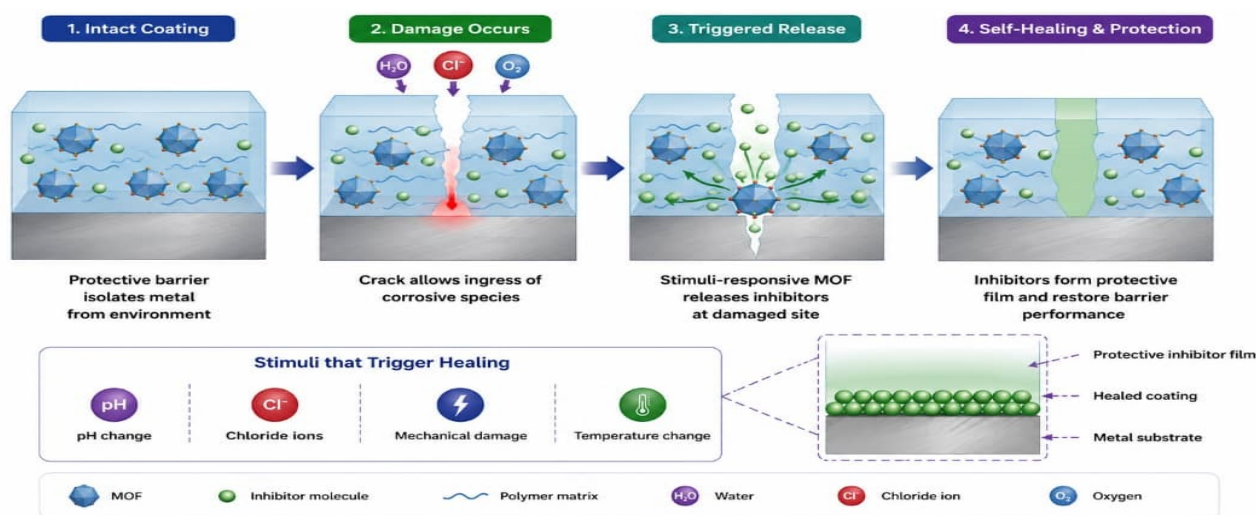 1. Intact Coating
2. Damage Occurs
3. Triggered Release
4. Self-Healing & Protection
H₂O
Cl⁻
O₂
Protective barrier
isolates metal
from environment
Crack allows ingress of
corrosive species
Stimuli-responsive MOF
releases inhibitors
at damaged site
Inhibitors form protective
film and restore barrier
performance
Stimuli that Trigger Healing
pH
pH change
Cl⁻
Chloride ions
Mechanical damage
Temperature change
Protective inhibitor film
Healed coating
Metal substrate
MOF
Inhibitor molecule
Polymer matrix
H₂O
Water
Cl⁻
Chloride ion
O₂
Oxygen